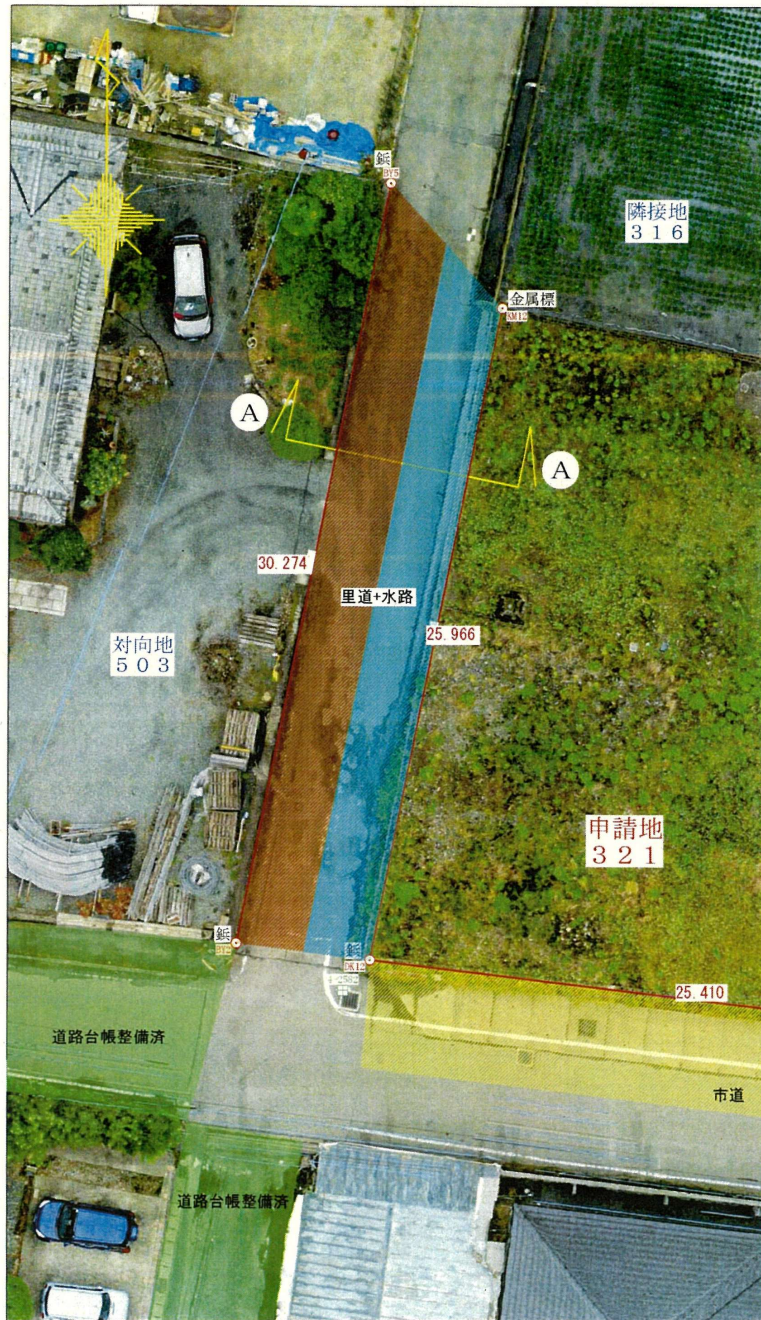 鋲
BY5
隣接地
３１６
金属標
KM12
A
A
30.274
里道+水路
25.966
対向地
５０３
申請地
３２１
鋲
鋲
DK12
25.410
道路台帳整備済
市道
道路台帳整備済